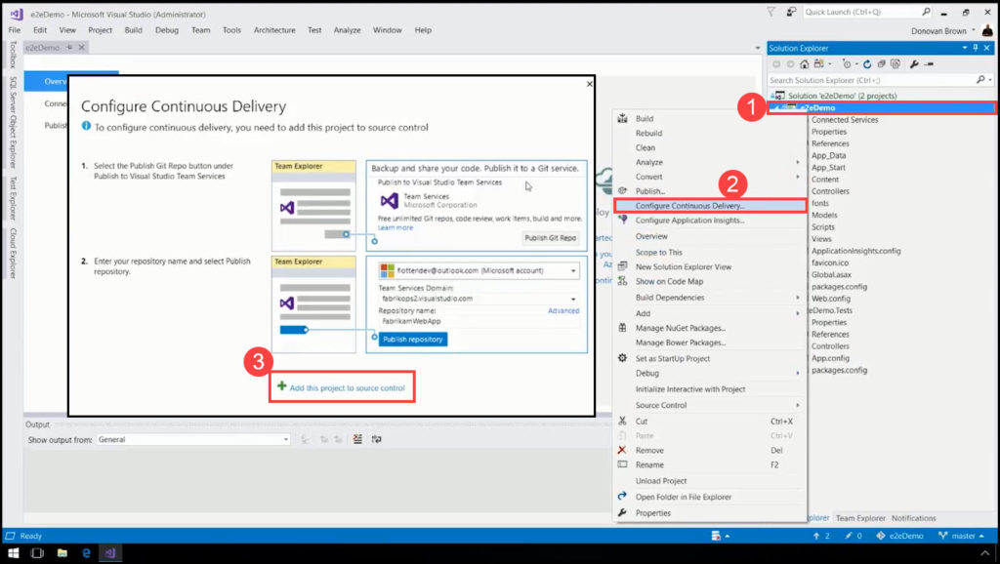 e2eDemo - Microsoft Visual Studio (Administrator)
Quick Launch (Ctrl+Q)
File Edit View Project Build Debug Team Tools Architecture Test Analyze Window Help
Donovan Brown
e2eDemo
Toolbox
SQL Server Object Explorer
Test Explorer
Cloud Explorer
Configure Continuous Delivery
To configure continuous delivery, you need to add this project to source control
1. Select the Publish Git Repo button under
Publish to Visual Studio Team Services
Team Explorer
Backup and share your code. Publish it to a Git service.
Publish to Visual Studio Team Services
Team Services
Microsoft Corporation
Free unlimited Git repos, code review, work items, build and more.
Learn more
Publish Git Repo
2. Enter your repository name and select Publish
repository.
Team Explorer
flottendev@outlook.com (Microsoft account)
Team Services Domain:
fabrikops2.visualstudio.com
Repository name:
Advanced
FabrikamWebApp
Publish repository
3
Add this project to source control
Output
Show output from: General
Build
Rebuild
Clean
Analyze
Convert
Publish...
2
Configure Continuous Delivery...
Configure Application Insights...
Overview
Scope to This
New Solution Explorer View
Show on Code Map
Build Dependencies
Add
Manage NuGet Packages...
Manage Bower Packages...
Set as StartUp Project
Debug
Initialize Interactive with Project
Source Control
Cut Ctrl+X
Paste Ctrl+V
Remove Del
Rename F2
Unload Project
Open Folder in File Explorer
Properties
Solution Explorer
Search Solution Explorer (Ctrl+;)
Solution 'e2eDemo' (2 projects)
1
e2eDemo
Connected Services
Properties
References
App_Data
App_Start
Content
Controllers
fonts
Models
Scripts
Views
ApplicationInsights.config
favicon.ico
Global.asax
packages.config
Web.config
eDemo.Tests
Properties
References
Controllers
App.config
packages.config
Team Explorer Notifications
Ready
2 0 e2eDemo master